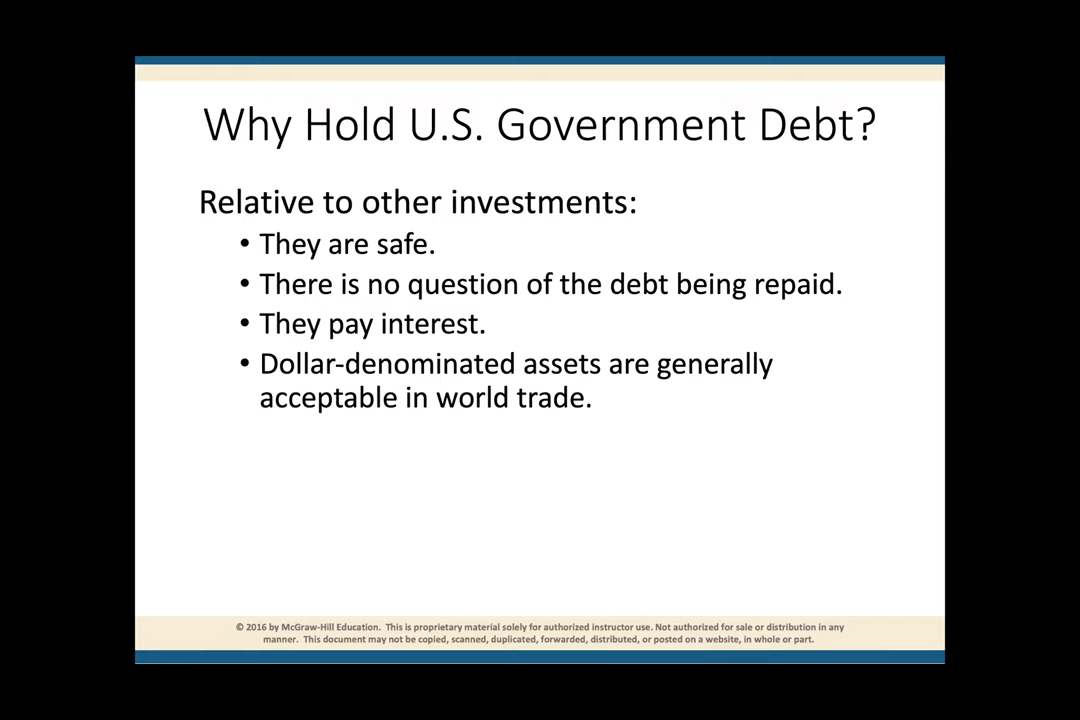 Why Hold U.S. Government Debt?
Relative to other investments:
• They are safe.
• There is no question of the debt being repaid.
• They pay interest.
• Dollar-denominated assets are generally
acceptable in world trade.
© 2016 by McGraw-Hill Education. This is proprietary material solely for authorized instructor use. Not authorized for sale or distribution in any
manner. This document may not be copied, scanned, duplicated, forwarded, distributed, or posted on a website, in whole or part.